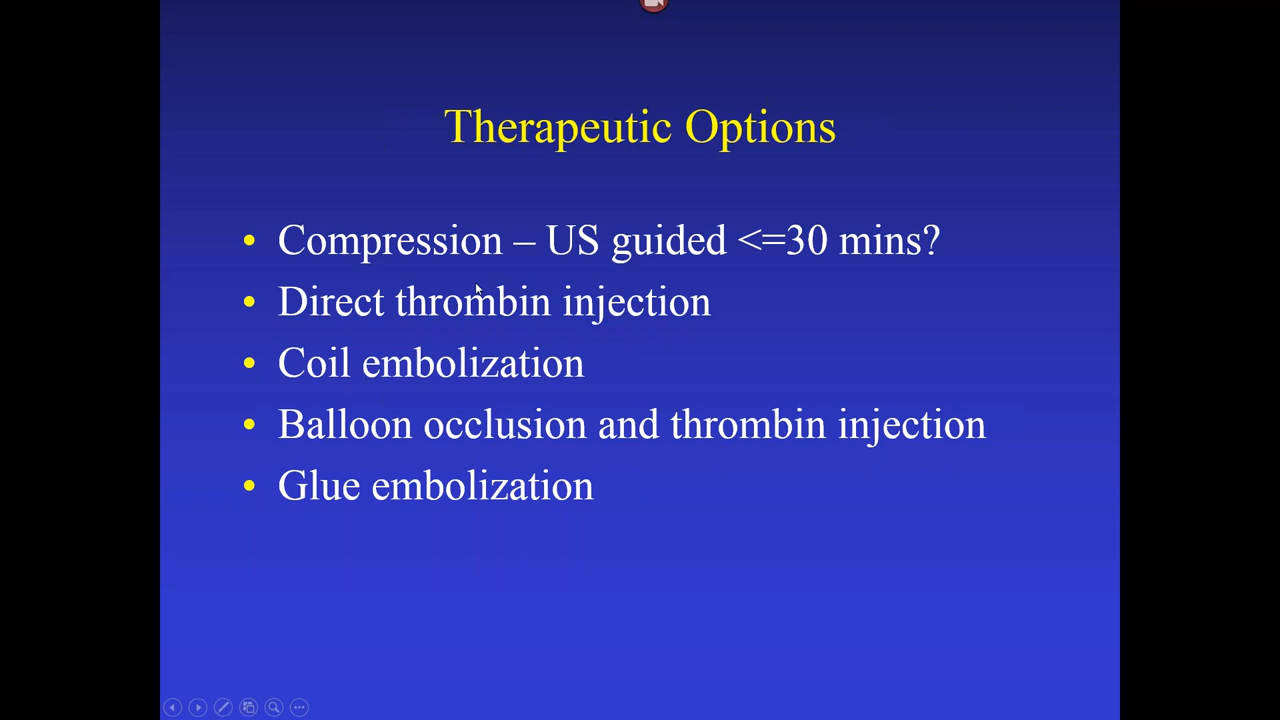 Therapeutic Options
• Compression – US guided <=30 mins?
• Direct thrombin injection
• Coil embolization
• Balloon occlusion and thrombin injection
• Glue embolization